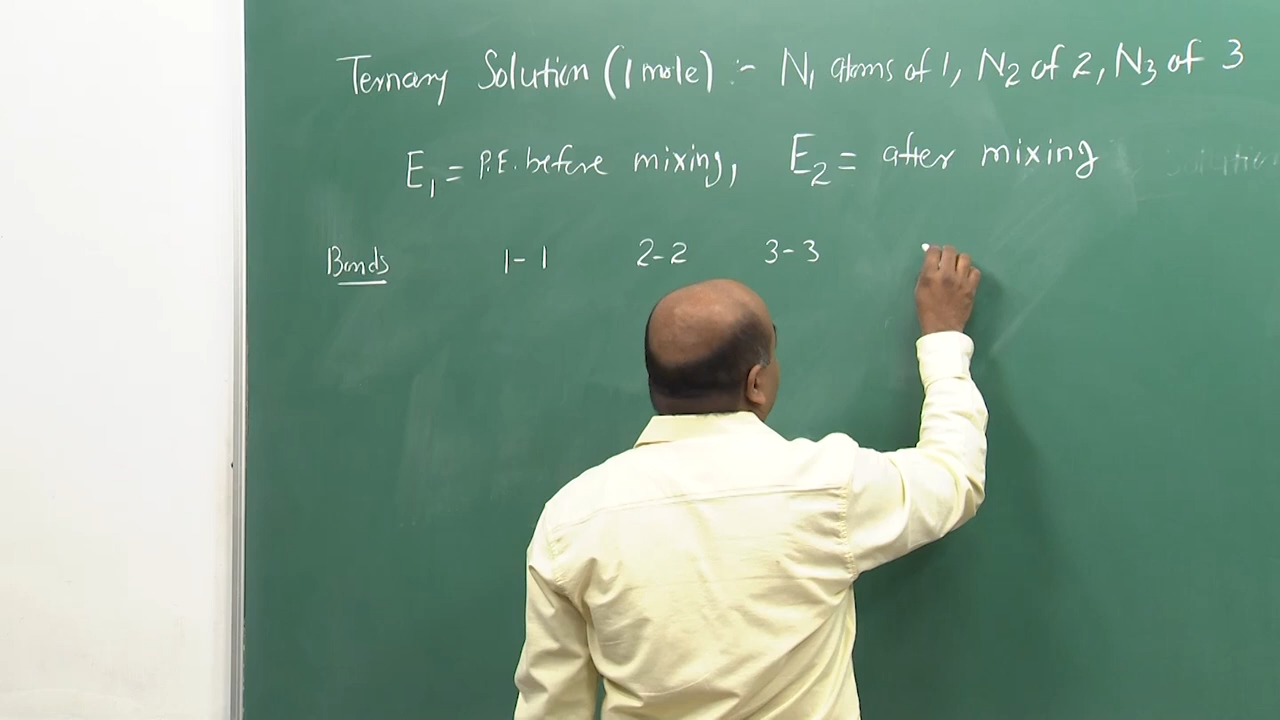 Ternary Solution (1 mole) :- N1 atoms of 1, N2 of 2, N3 of 3
E1 = P.E. before mixing, E2 = after mixing
Solution
Bonds 1-1 2-2 3-3